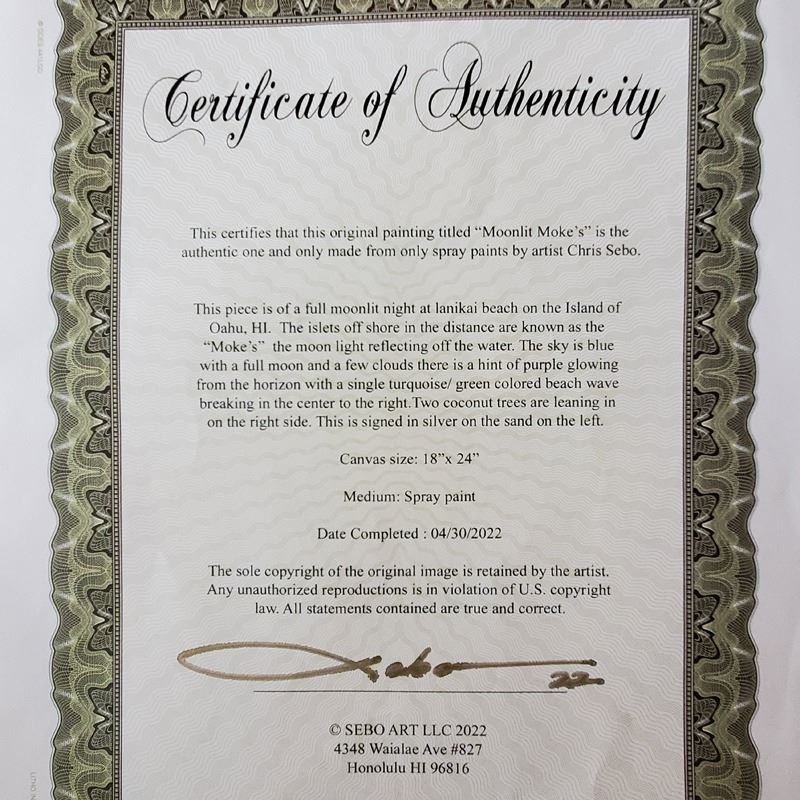 Certificate of Authenticity
This certifies that this original painting titled “Moonlit Moke’s” is the
authentic one and only made from only spray paints by artist Chris Sebo.
This piece is of a full moonlit night at lanikai beach on the Island of
Oahu, HI. The islets off shore in the distance are known as the
“Moke’s” the moon light reflecting off the water. The sky is blue
with a full moon and a few clouds there is a hint of purple glowing
from the horizon with a single turquoise/ green colored beach wave
breaking in the center to the right.Two coconut trees are leaning in
on the right side. This is signed in silver on the sand on the left.
Canvas size: 18”x 24”
Medium: Spray paint
Date Completed : 04/30/2022
The sole copyright of the original image is retained by the artist.
Any unauthorized reproductions is in violation of U.S. copyright
law. All statements contained are true and correct.
Sebo 22
© SEBO ART LLC 2022
4348 Waialae Ave #827
Honolulu HI 96816